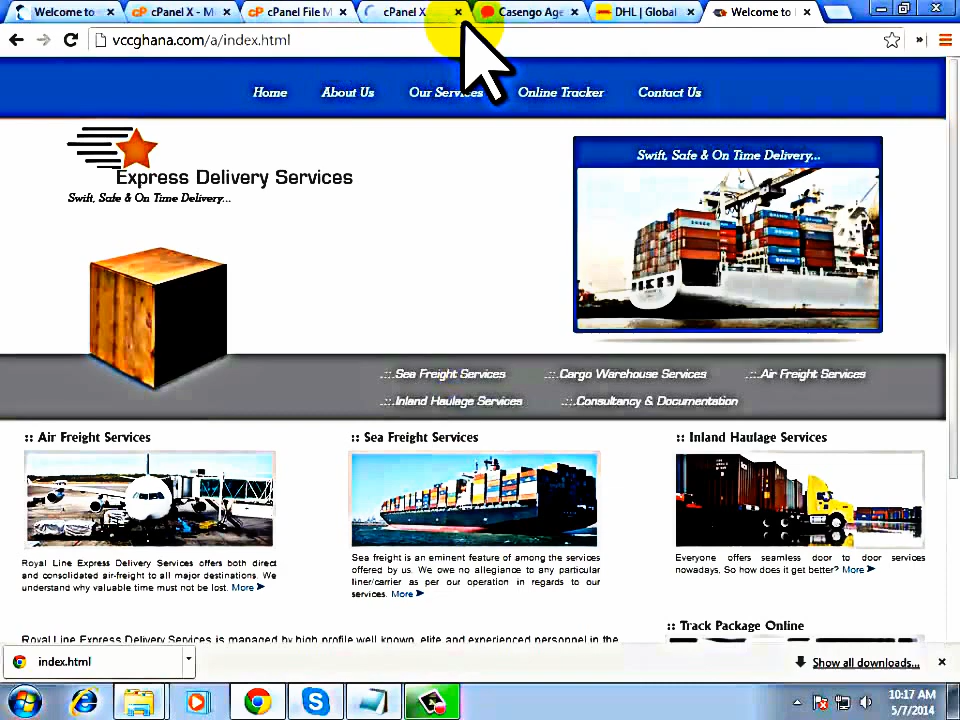 Welcome to
cPanel X - M
cPanel File M
cPanel X
Casengo Age
DHL | Global
Welcome to
vccghana.com/a/index.html
Home
About Us
Our Services
Online Tracker
Contact Us
Express Delivery Services
Swift, Safe & On Time Delivery...
Swift, Safe & On Time Delivery...
.::.Sea Freight Services
.::.Cargo Warehouse Services
.::.Air Freight Services
.::.Inland Haulage Services
.::.Consultancy & Documentation
:: Air Freight Services
Royal Line Express Delivery Services offers both direct
and consolidated air-freight to all major destinations. We
understand why valuable time must not be lost. More
:: Sea Freight Services
Sea freight is an eminent feature of among the services
offered by us. We owe no allegiance to any particular
liner/carrier as per our operation in regards to our
services. More
:: Inland Haulage Services
Everyone offers seamless door to door services
nowadays. So how does it get better? More
Royal Line Express Delivery Services is managed by high profile well known, elite and experienced personnel in the
:: Track Package Online
index.html
Show all downloads...
10:17 AM
5/7/2014